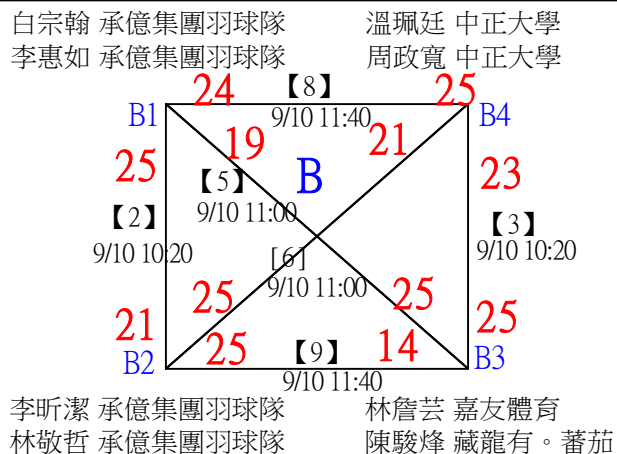 白宗翰 承億集團羽球隊 溫珮廷 中正大學
李惠如 承億集團羽球隊 周政寬 中正大學
24 【8】 25
B1 9/10 11:40 B4
19 21
25 【5】 B 23
【2】 9/10 11:00 【3】
9/10 10:20 [6] 9/10 10:20
25 9/10 11:00 25
21 25
B2 25 【9】 14 B3
9/10 11:40
李昕潔 承億集團羽球隊 林詹芸 嘉友體育
林敬哲 承億集團羽球隊 陳駿烽 藏龍有。蕃茄